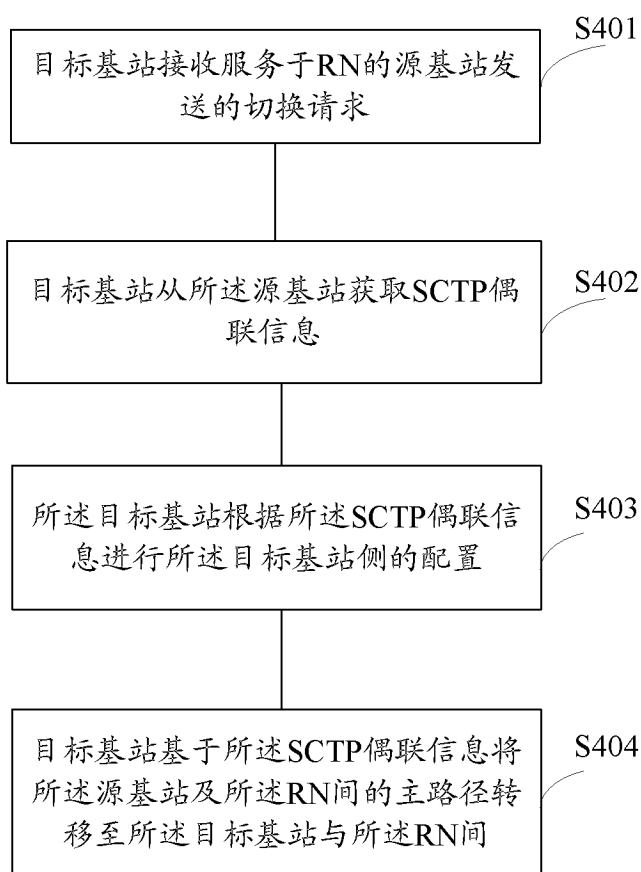 S401
目标基站接收服务于RN的源基站发
送的切换请求
S402
目标基站从所述源基站获取SCTP偶
联信息
S403
所述目标基站根据所述SCTP偶联信
息进行所述目标基站侧的配置
S404
目标基站基于所述SCTP偶联信息将
所述源基站及所述RN间的主路径转
移至所述目标基站与所述RN间